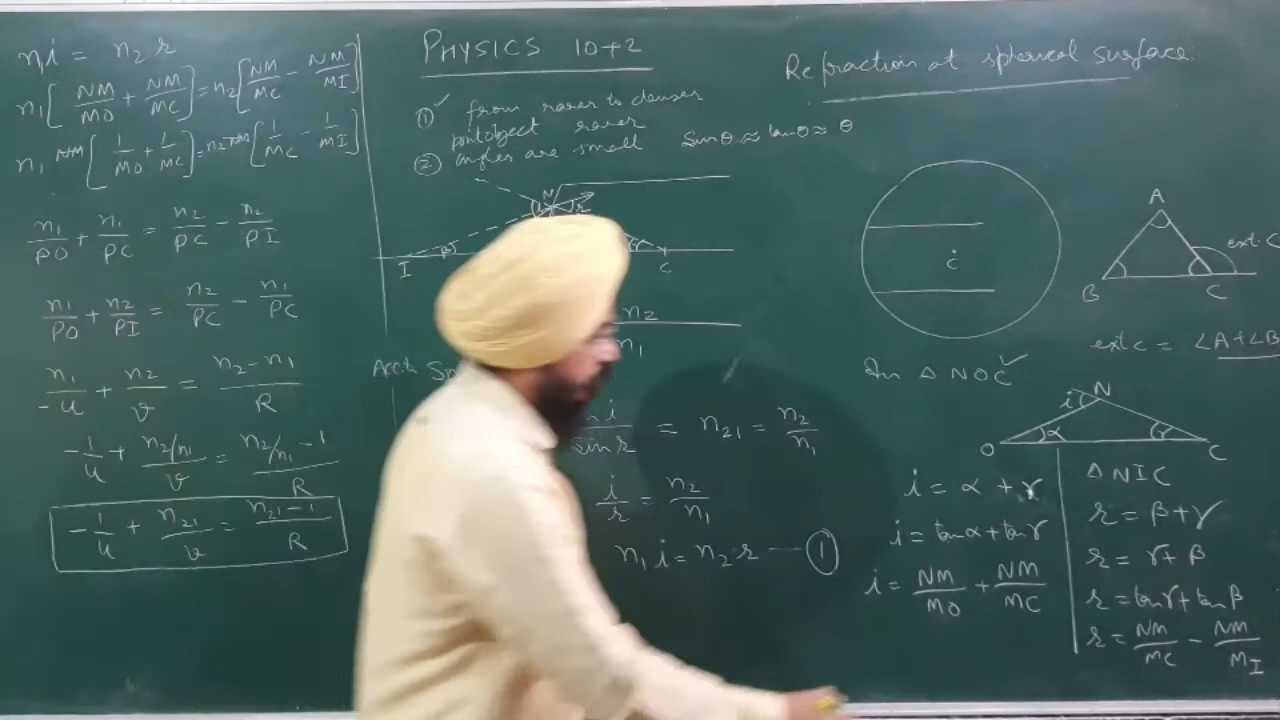 n₁i = n₂r
n₁[NM/MO + NM/MC] = n₂[NM/MC - NM/MI]
n₁ NM[1/MO + 1/MC] = n₂ NM[1/MC - 1/MI]
n₁/PO + n₁/PC = n₂/PC - n₂/PI
n₁/PO + n₂/PI = n₂/PC - n₁/PC
n₁/-u + n₂/v = n₂-n₁/R
-1/u + n₂/n₁/v = n₂/n₁-1/R
-1/u + n₂₁/v = n₂₁-1/R
PHYSICS 10+2
① from rarer to denser
object rarer
② angles are small sinθ ≈ tanθ ≈ θ
N
i r
I C
γ
n₂
n₁
sin r = n₂₁ = n₂/n₁
i/r = n₂/n₁
n₁i = n₂r — ①
Refraction at spherical surface
c
A
ext. C
B C
ext c = ∠A+∠B
In △ NOC ✓
i N
O α γ C
i = α + γ
i = tanα + tanγ
i = NM/MO + NM/MC
△ NIC
r = β + γ
r = γ + β
r = tanγ + tanβ
r = NM/MC - NM/MI